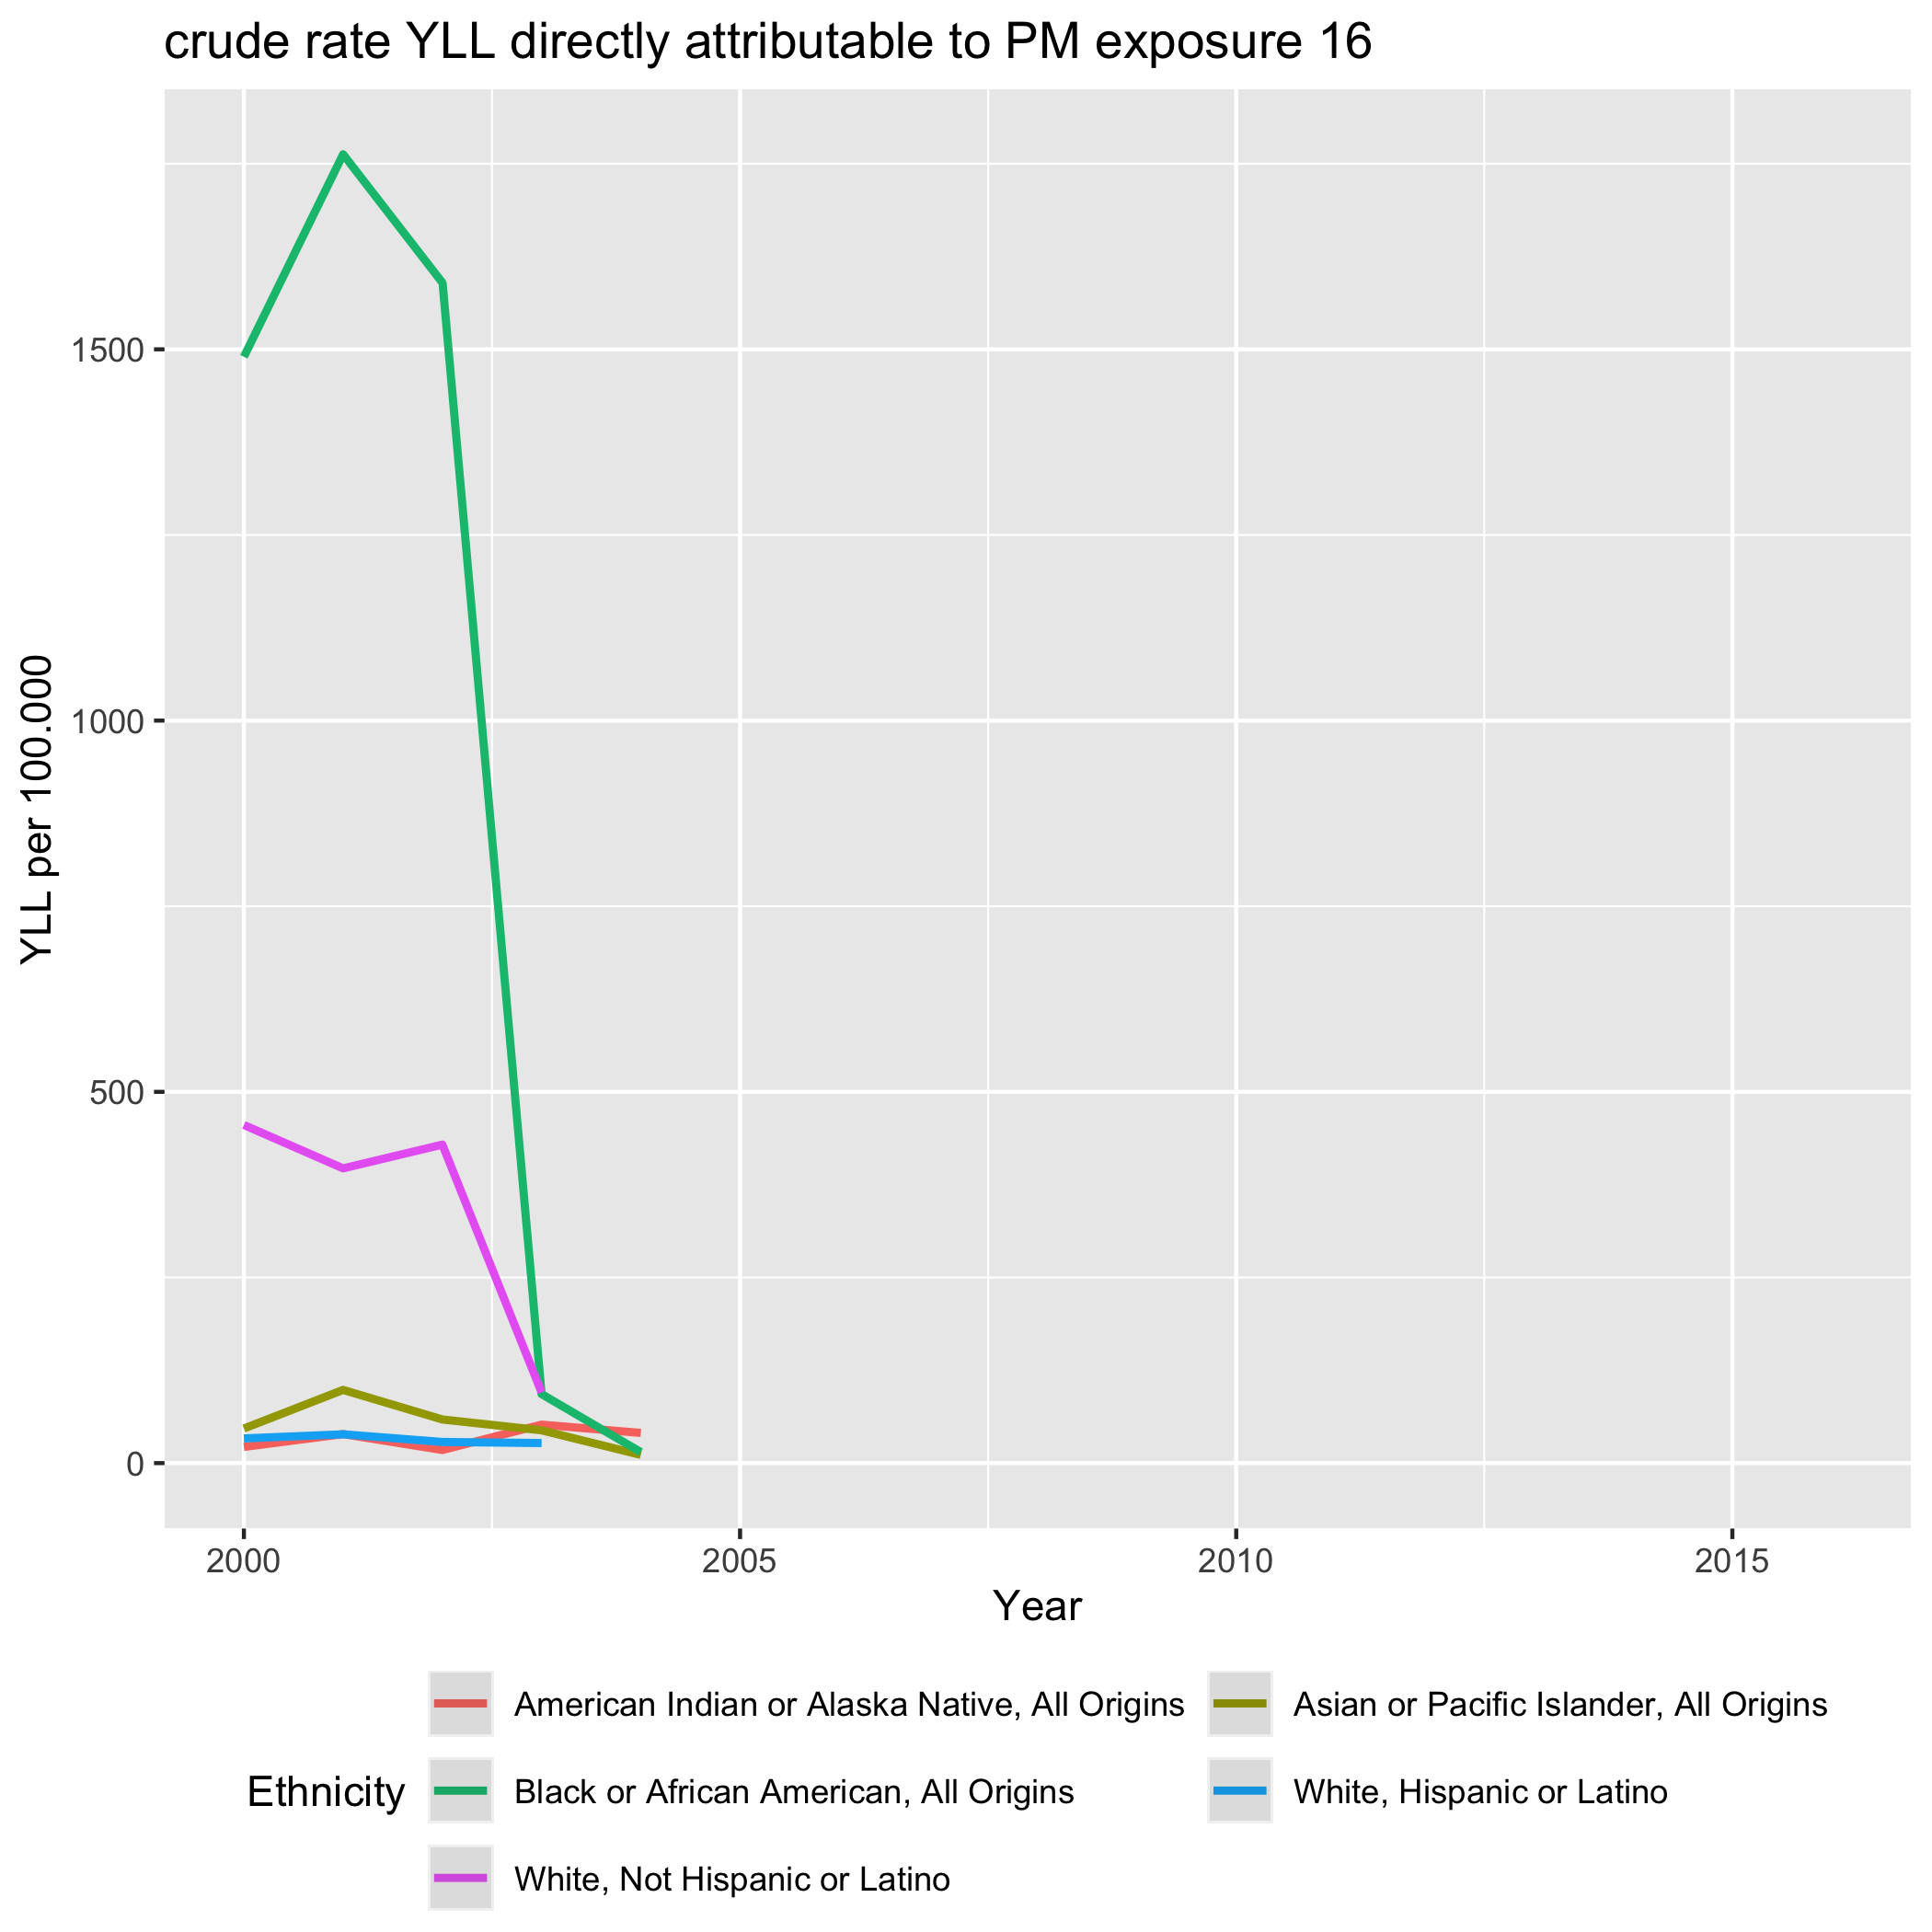 crude rate YLL directly attributable to PM exposure 16
YLL per 100.000
1500
1000
500
0
2000 2005 2010 2015
Year
Ethnicity
American Indian or Alaska Native, All Origins
Asian or Pacific Islander, All Origins
Black or African American, All Origins
White, Hispanic or Latino
White, Not Hispanic or Latino